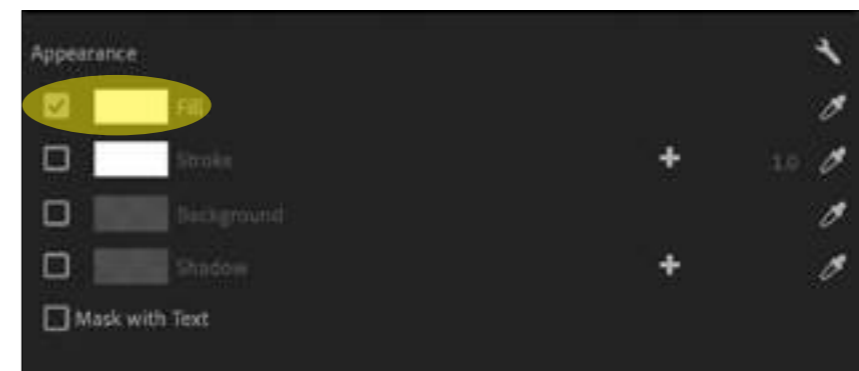 Appearance
Fill
Stroke 1.0
Background
Shadow
Mask with Text